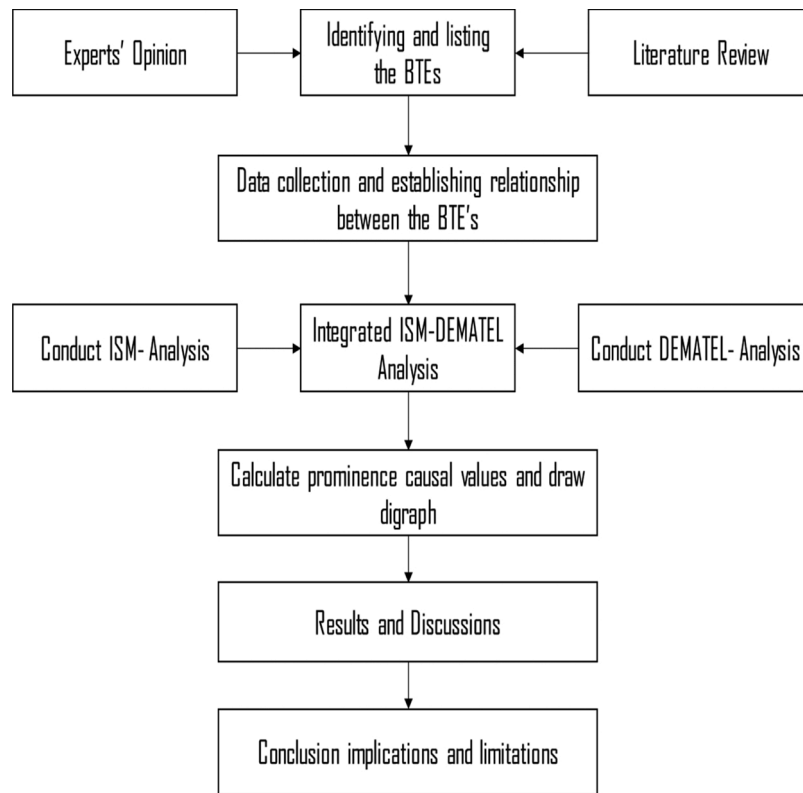 Experts' Opinion
Identifying and listing
the BTEs
Literature Review
Data collection and establishing relationship
between the BTE's
Conduct ISM- Analysis
Integrated ISM-DEMATEL
Analysis
Conduct DEMATEL- Analysis
Calculate prominence causal values and draw
digraph
Results and Discussions
Conclusion implications and limitations